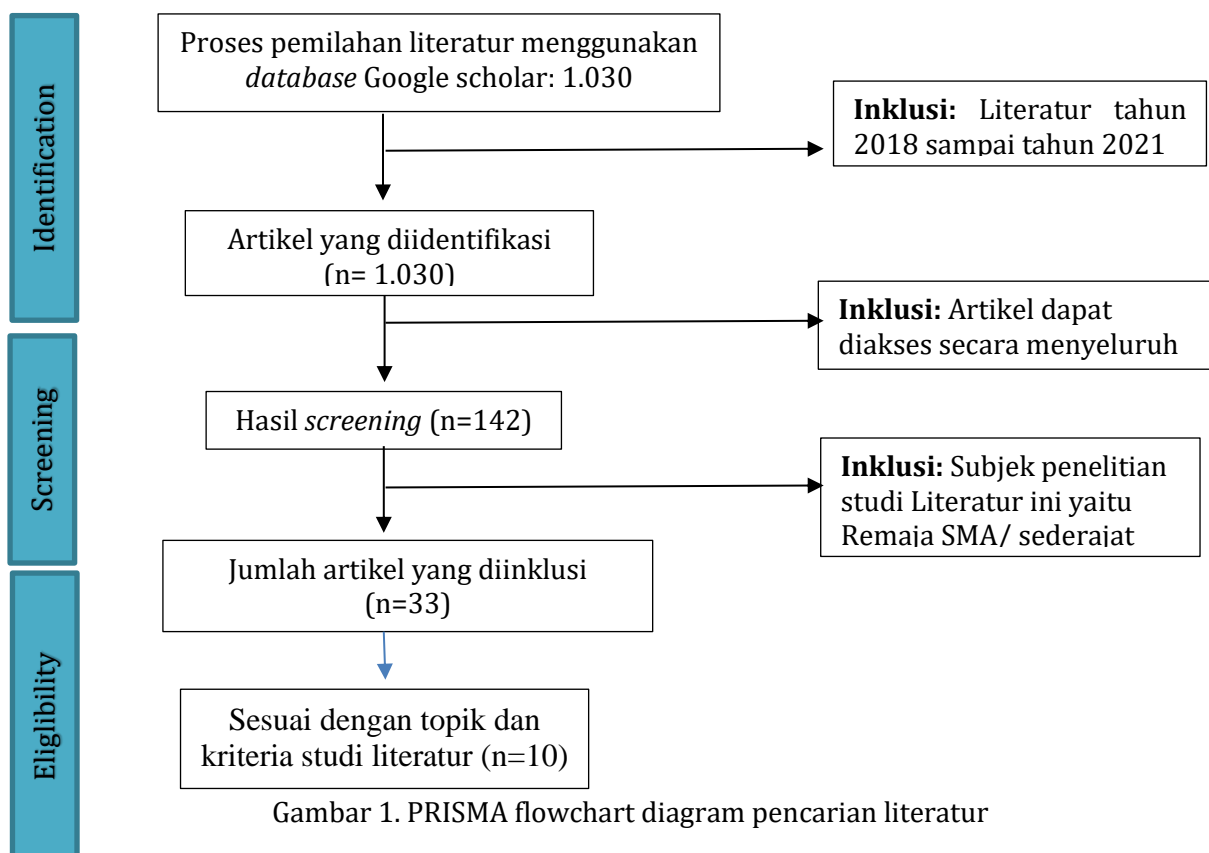 Proses pemilahan literatur menggunakan
database Google scholar: 1.030
Inklusi: Literatur tahun
2018 sampai tahun 2021
Identification
Artikel yang diidentifikasi
(n= 1.030)
Inklusi: Artikel dapat
diakses secara menyeluruh
Screening
Hasil screening (n=142)
Inklusi: Subjek penelitian
studi Literatur ini yaitu
Remaja SMA/ sederajat
Jumlah artikel yang diinklusi
(n=33)
Eliglibility
Sesuai dengan topik dan
kriteria studi literatur (n=10)
Gambar 1. PRISMA flowchart diagram pencarian literatur